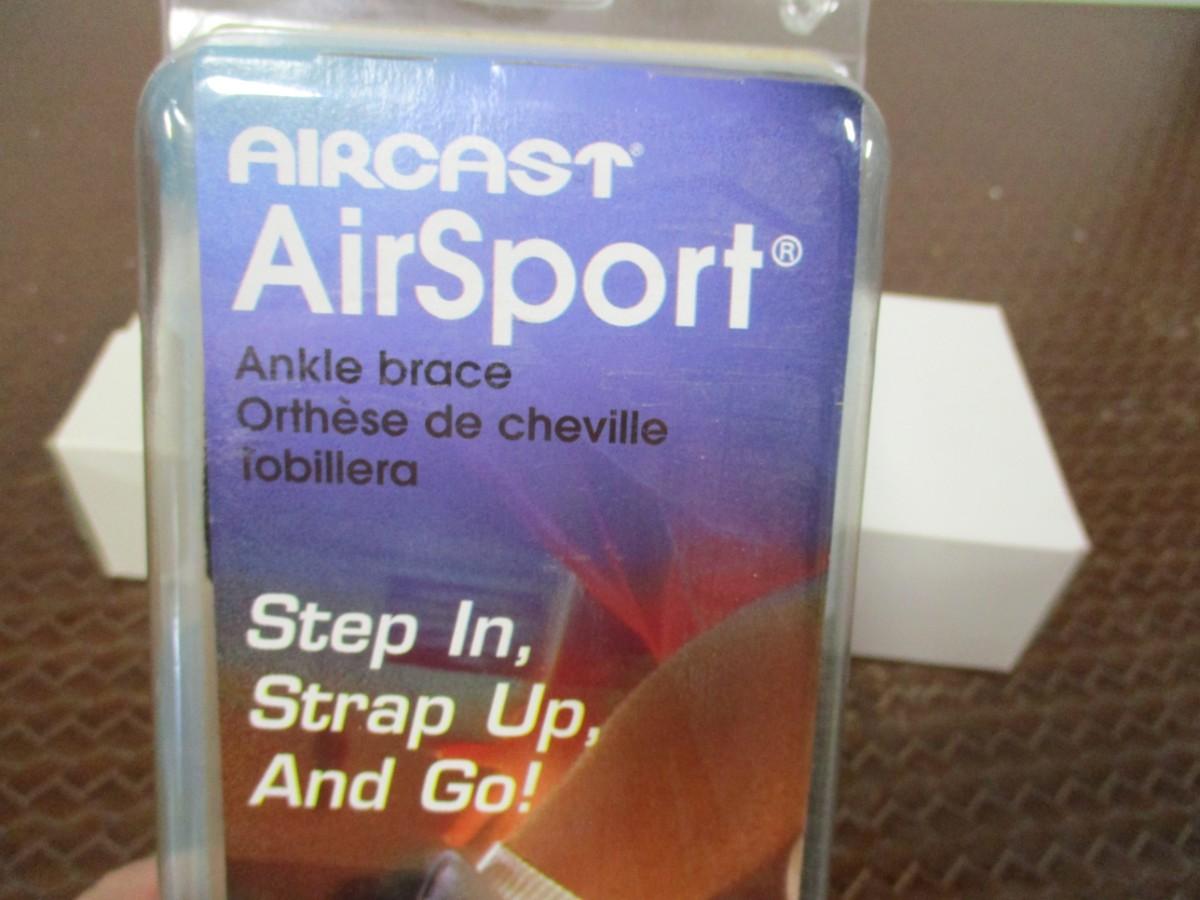 AIRCAST®
AirSport®
Ankle brace
Orthèse de cheville
Tobillera
Step In,
Strap Up,
And Go!